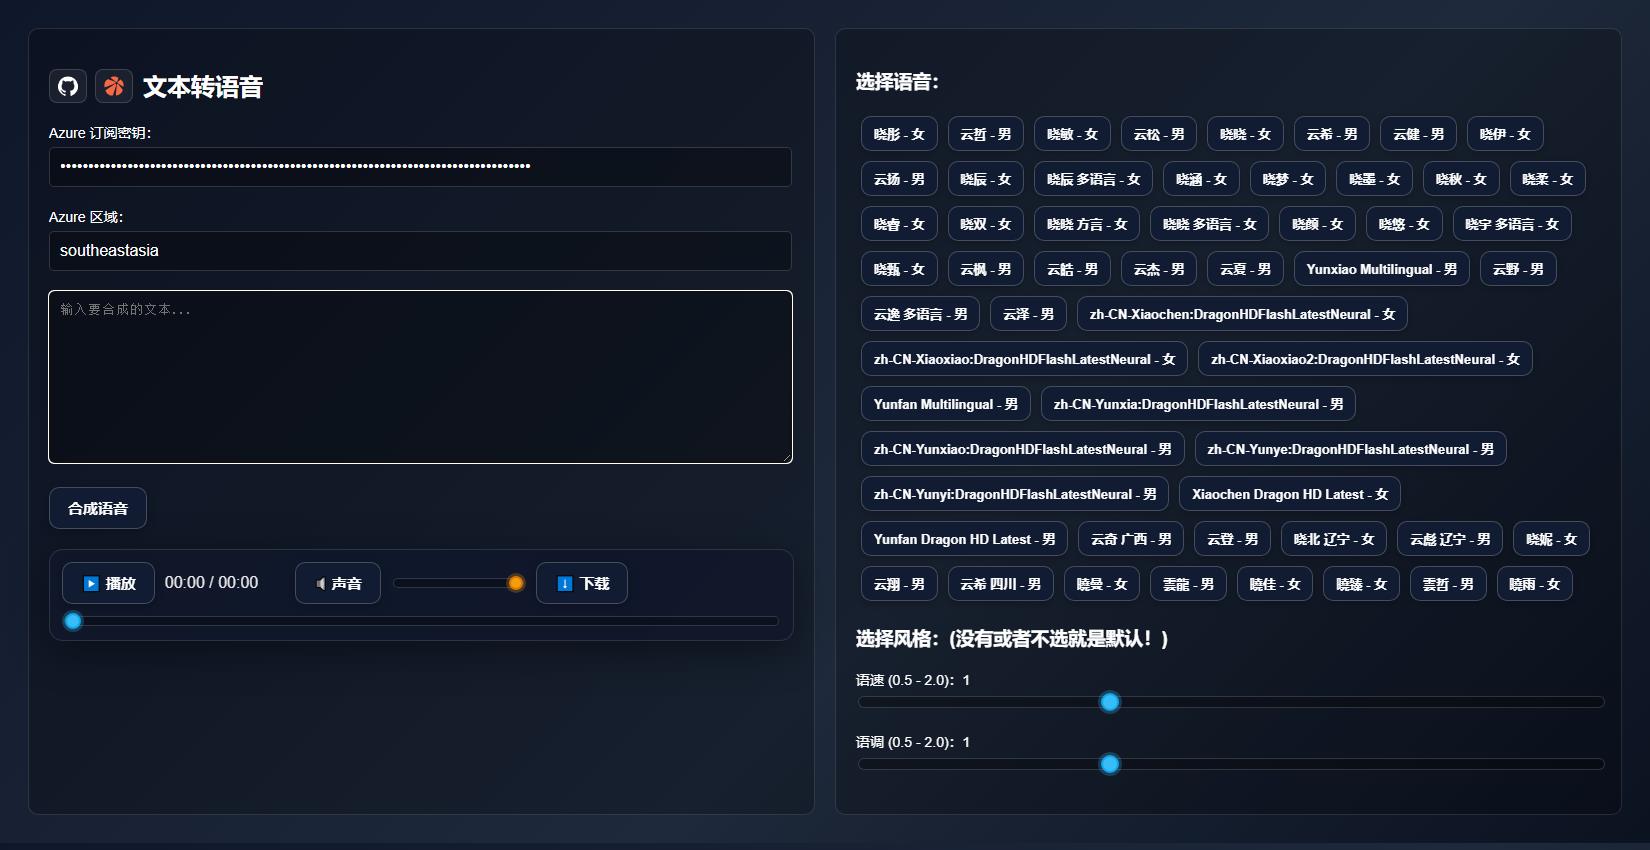 文本转语音
Azure 订阅密钥：
••••••••••••••••••••••••••••••••••••••••••••••••••••••••••••••••••••••••••••••••••••
Azure 区域：
southeastasia
输入要合成的文本...
合成语音
播放 00:00 / 00:00 声音 下载
选择语音：
晓彤 - 女 云哲 - 男 晓敏 - 女 云松 - 男 晓晓 - 女 云希 - 男 云健 - 男 晓伊 - 女
云扬 - 男 晓辰 - 女 晓辰 多语言 - 女 晓涵 - 女 晓梦 - 女 晓墨 - 女 晓秋 - 女 晓柔 - 女
晓睿 - 女 晓双 - 女 晓晓 方言 - 女 晓晓 多语言 - 女 晓颜 - 女 晓悠 - 女 晓宇 多语言 - 女
晓甄 - 女 云枫 - 男 云皓 - 男 云杰 - 男 云夏 - 男 Yunxiao Multilingual - 男 云野 - 男
云逸 多语言 - 男 云泽 - 男 zh-CN-Xiaochen:DragonHDFlashLatestNeural - 女
zh-CN-Xiaoxiao:DragonHDFlashLatestNeural - 女 zh-CN-Xiaoxiao2:DragonHDFlashLatestNeural - 女
Yunfan Multilingual - 男 zh-CN-Yunxia:DragonHDFlashLatestNeural - 男
zh-CN-Yunxiao:DragonHDFlashLatestNeural - 男 zh-CN-Yunye:DragonHDFlashLatestNeural - 男
zh-CN-Yunyi:DragonHDFlashLatestNeural - 男 Xiaochen Dragon HD Latest - 女
Yunfan Dragon HD Latest - 男 云奇 广西 - 男 云登 - 男 晓北 辽宁 - 女 云彪 辽宁 - 男 晓妮 - 女
云翔 - 男 云希 四川 - 男 曉曼 - 女 雲龍 - 男 曉佳 - 女 曉臻 - 女 雲哲 - 男 曉雨 - 女
选择风格：(没有或者不选就是默认！)
语速 (0.5 - 2.0)：1
语调 (0.5 - 2.0)：1